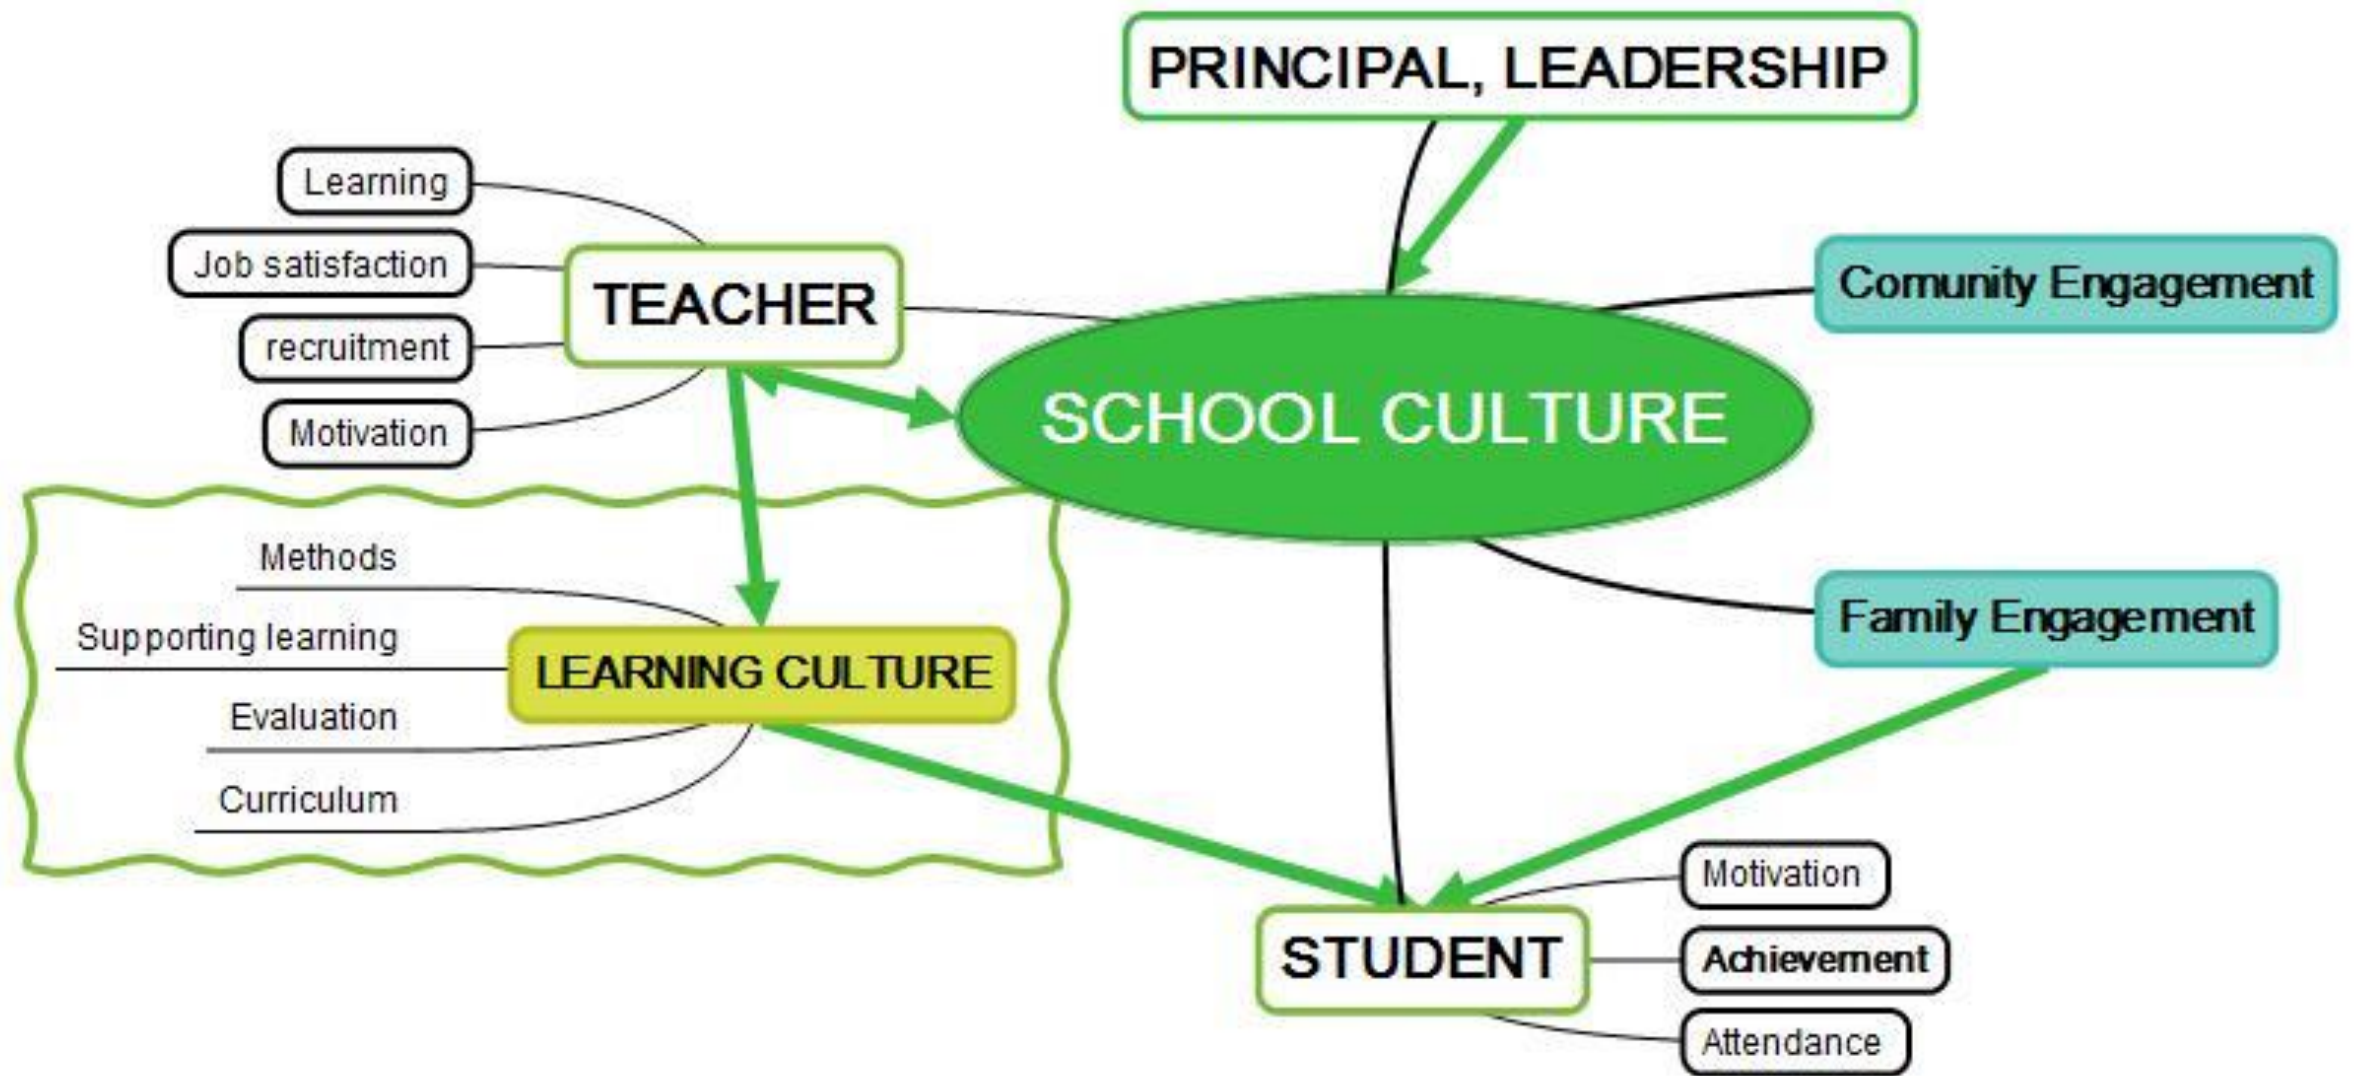 PRINCIPAL, LEADERSHIP
Learning
Job satisfaction
recruitment
Motivation
TEACHER
Comunity Engagement
SCHOOL CULTURE
Methods
Supporting learning
Evaluation
Curriculum
LEARNING CULTURE
Family Engagement
STUDENT
Motivation
Achievement
Attendance